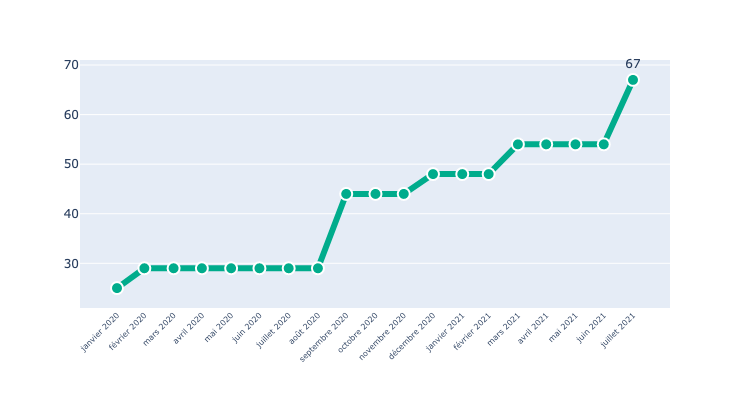 67
70
60
50
40
30
janvier 2020
février 2020
mars 2020
avril 2020
mai 2020
juin 2020
juillet 2020
août 2020
septembre 2020
octobre 2020
novembre 2020
décembre 2020
janvier 2021
février 2021
mars 2021
avril 2021
mai 2021
juin 2021
juillet 2021